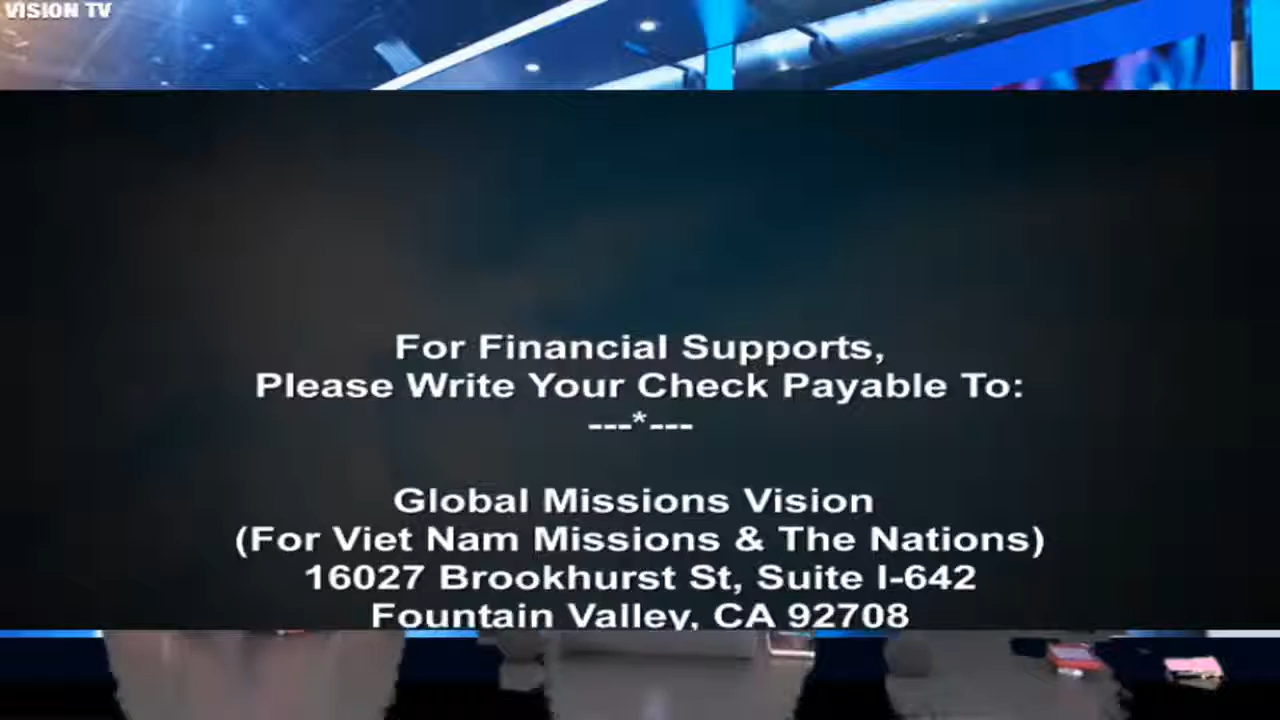 VISION TV
For Financial Supports,
Please Write Your Check Payable To:
---*---
Global Missions Vision
(For Viet Nam Missions & The Nations)
16027 Brookhurst St, Suite I-642
Fountain Valley, CA 92708